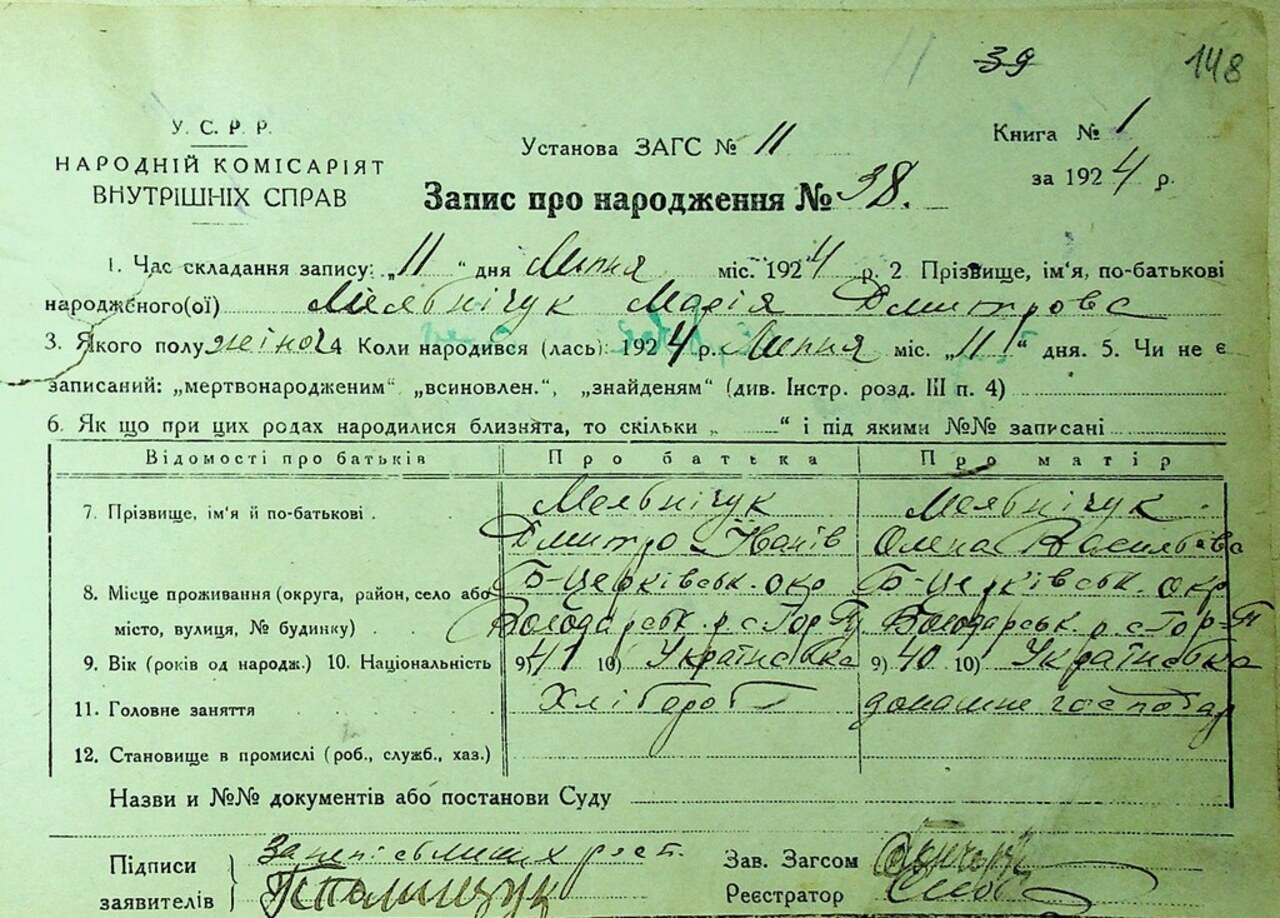 39 148
У. С. Р. Р.
НАРОДНІЙ КОМІСАРІЯТ
ВНУТРІШНІХ СПРАВ
Установа ЗАГС № 11
Книга № 1
за 1924 р.
Запис про народження № 38.
1. Час складання запису: „11“ дня Липня міс. 1924 р. 2 Прізвище, ім'я, по-батькові
народженого(ої) Мельнічук Марія Дмитрова
3. Якого полу жіноч 4 Коли народився (лась): 1924 р. Липня міс. „11“ дня. 5. Чи не є
записаний: „мертвонародженим“ „всиновлен.“, „знайденям“ (див. Інстр. розд. III п. 4)
6. Як що при цих родах народилися близнята, то скільки „ “ і під якими №№ записані
Відомості про батьків Про батька Про матір
7. Прізвище, ім'я й по-батькові . Мельнічук Мельнічук .
Дмитро Іванів Олена Васильєва
8. Місце проживання (округа, район, село або Б-Церківськ. окр Б-Церківськ. окр
місто, вулиця, № будинку) . . Володарськ. р. с. Гор-П Володарськ. р. с Гор-П
9. Вік (років од народж.) 10. Національність 9) 41 10) Українська 9) 40 10) Українська
11. Головне заняття Хлібороб домашне господар
12. Становище в промислі (роб., служб., хаз.)
Назви и №№ документів або постанови Суду
Підписи
заявителів
Полищук
Зав. Загсом
Реєстратор